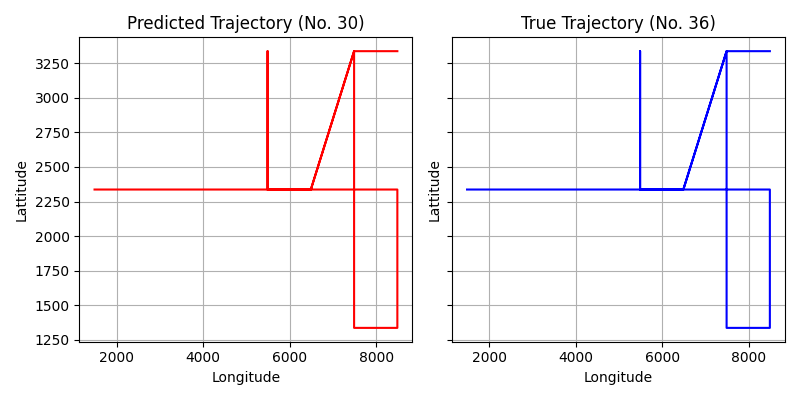 Predicted Trajectory (No. 30)
True Trajectory (No. 36)
Lattitude
3250
3000
2750
2500
2250
2000
1750
1500
1250
2000 4000 6000 8000
Longitude
Lattitude
2000 4000 6000 8000
Longitude